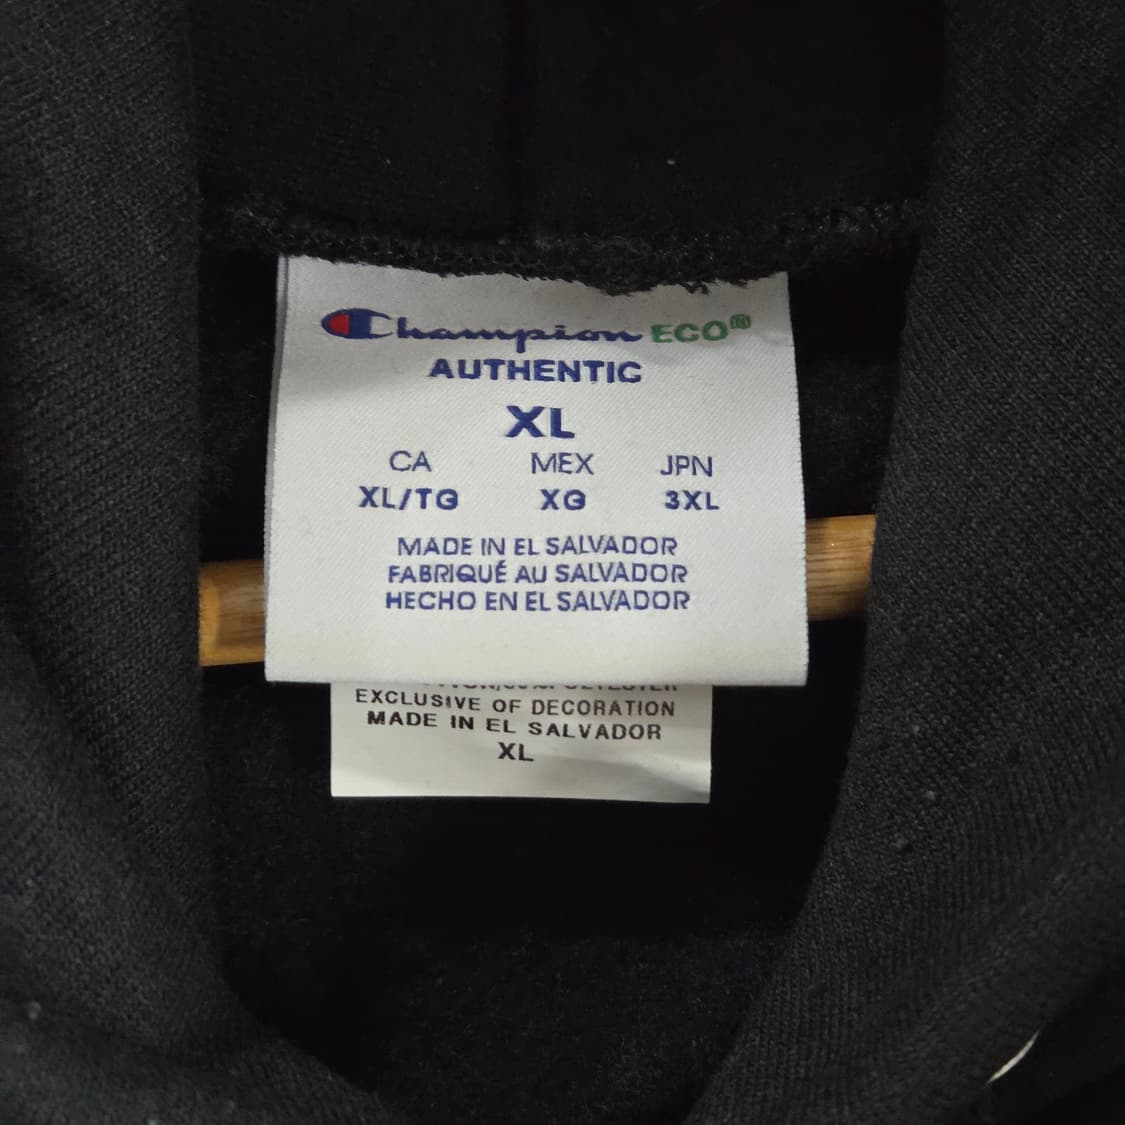 Champion ECO®
AUTHENTIC
XL
CA MEX JPN
XL/TG XG 3XL
MADE IN EL SALVADOR
FABRIQUÉ AU SALVADOR
HECHO EN EL SALVADOR
EXCLUSIVE OF DECORATION
MADE IN EL SALVADOR
XL